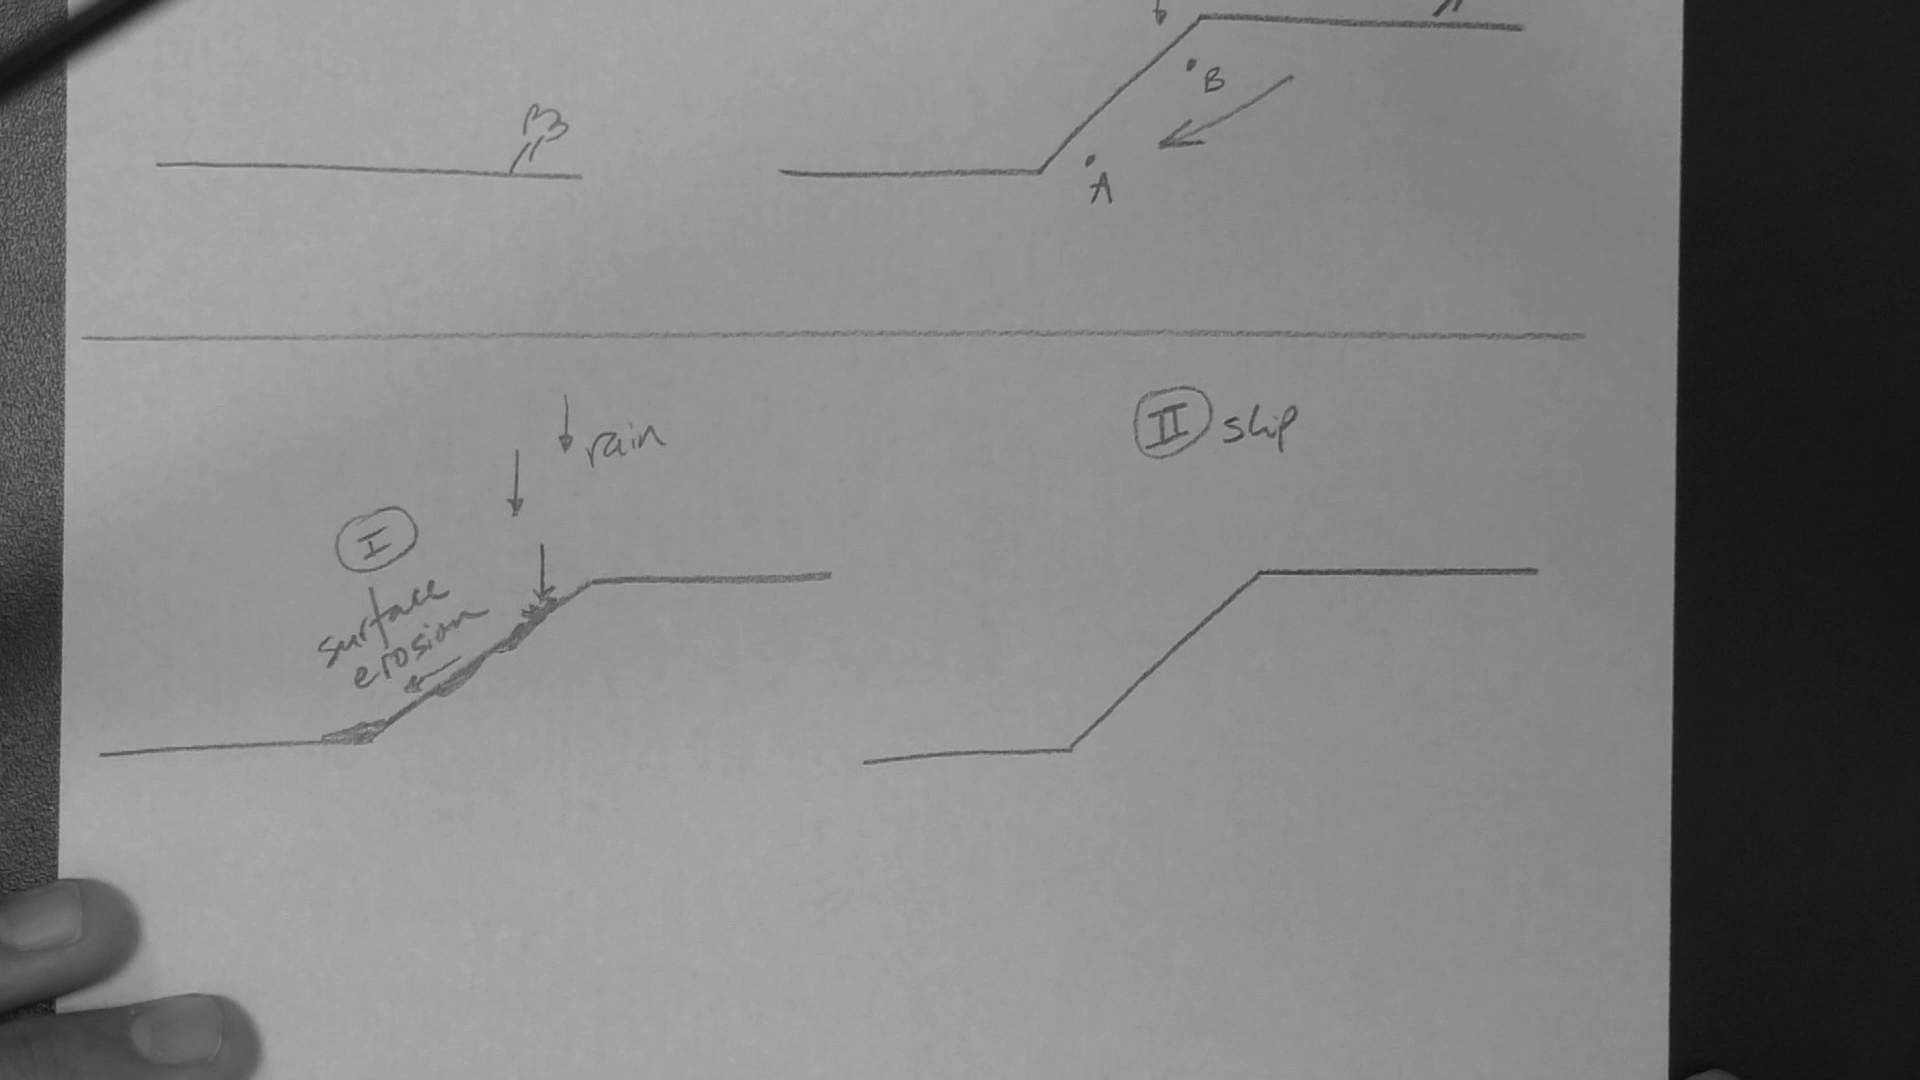 B
A
II slip
rain
I
surface
erosion